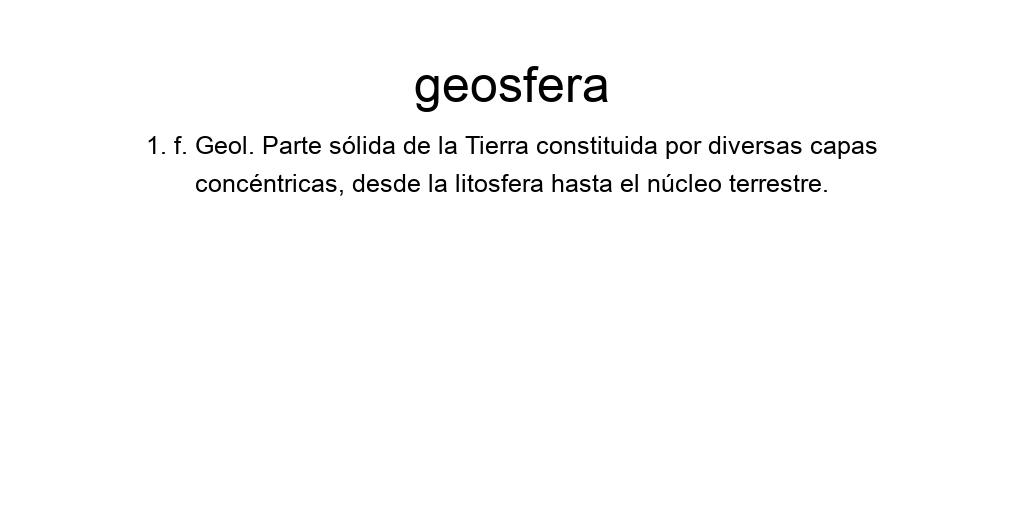 geosfera
1. f. Geol. Parte sólida de la Tierra constituida por diversas capas
concéntricas, desde la litosfera hasta el núcleo terrestre.